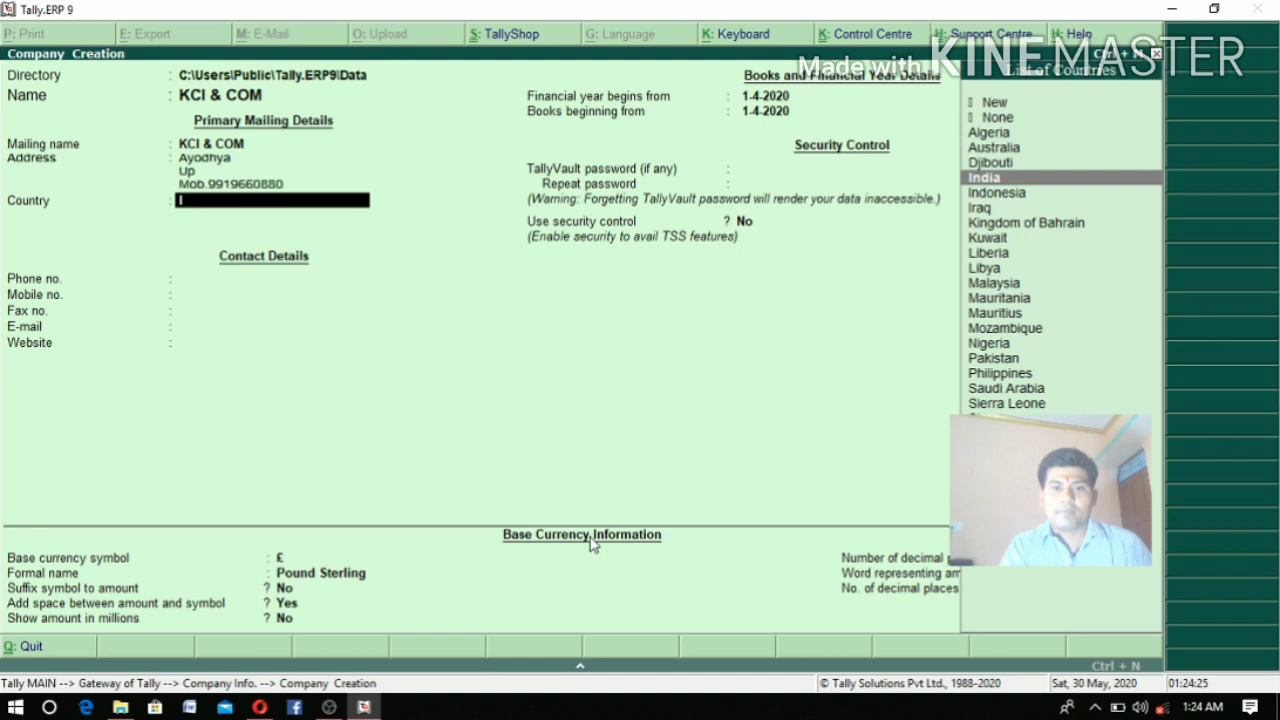 Tally.ERP 9
P: Print
E: Export
M: E-Mail
O: Upload
S: TallyShop
G: Language
K: Keyboard
K: Control Centre
H: Support Centre
H: Help
Made with KINEMASTER
Company Creation
Ctrl + N
Directory : C:\Users\Public\Tally.ERP9\Data
Name : KCI & COM
Primary Mailing Details
Mailing name : KCI & COM
Address : Ayodhya
Up
Mob.9919660880
Country : I
Contact Details
Phone no. :
Mobile no. :
Fax no. :
E-mail :
Website :
Books and Financial Year Details
Financial year begins from : 1-4-2020
Books beginning from : 1-4-2020
Security Control
TallyVault password (if any) :
Repeat password :
(Warning: Forgetting TallyVault password will render your data inaccessible.)
Use security control ? No
(Enable security to avail TSS features)
List of Countries
New
None
Algeria
Australia
Djibouti
India
Indonesia
Iraq
Kingdom of Bahrain
Kuwait
Liberia
Libya
Malaysia
Mauritania
Mauritius
Mozambique
Nigeria
Pakistan
Philippines
Saudi Arabia
Sierra Leone
Base Currency Information
Base currency symbol : £
Formal name : Pound Sterling
Suffix symbol to amount ? No
Add space between amount and symbol ? Yes
Show amount in millions ? No
Number of decimal
Word representing am
No. of decimal places
Q: Quit
Ctrl + N
Tally MAIN --> Gateway of Tally --> Company Info. --> Company Creation
© Tally Solutions Pvt Ltd., 1988-2020
Sat, 30 May, 2020
01:24:25
1:24 AM